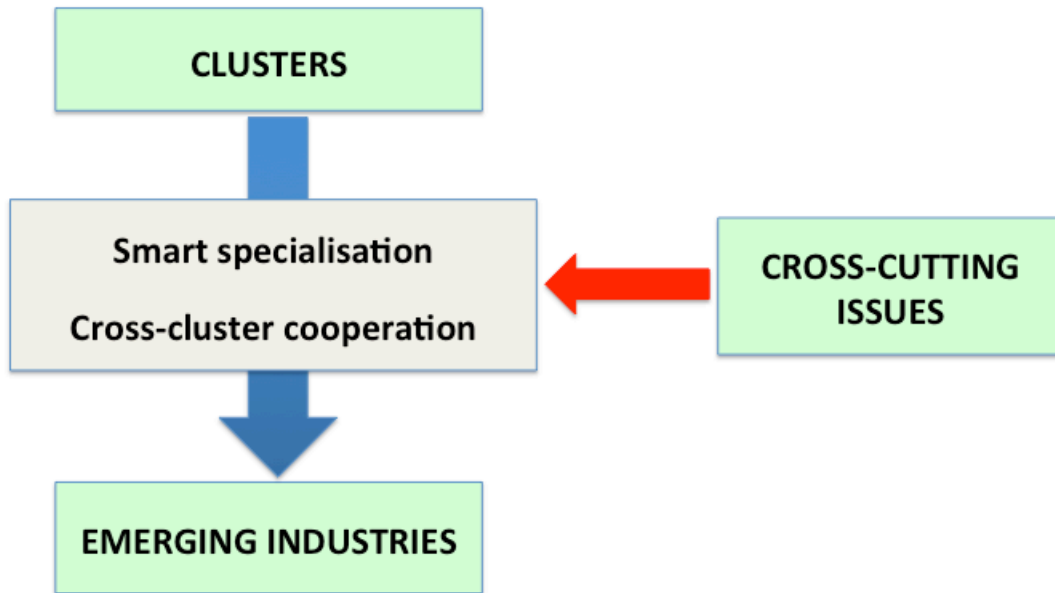 CLUSTERS
Smart specialisation
Cross-cluster cooperation
CROSS-CUTTING
ISSUES
EMERGING INDUSTRIES